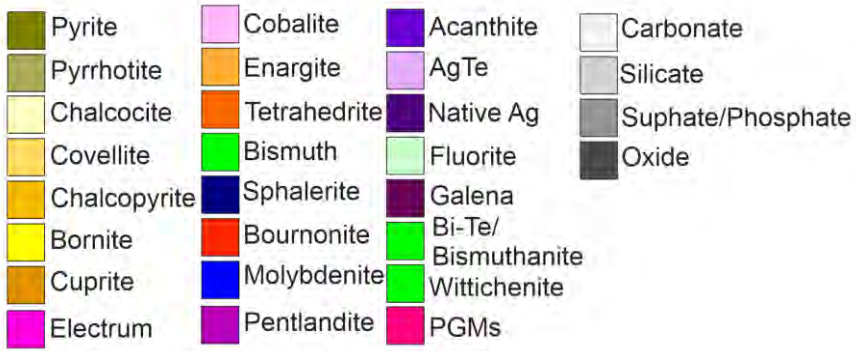 Pyrite
Pyrrhotite
Chalcocite
Covellite
Chalcopyrite
Bornite
Cuprite
Electrum
Cobalite
Enargite
Tetrahedrite
Bismuth
Sphalerite
Bournonite
Molybdenite
Pentlandite
Acanthite
AgTe
Native Ag
Fluorite
Galena
Bi-Te/
Bismuthanite
Wittichenite
PGMs
Carbonate
Silicate
Suphate/Phosphate
Oxide